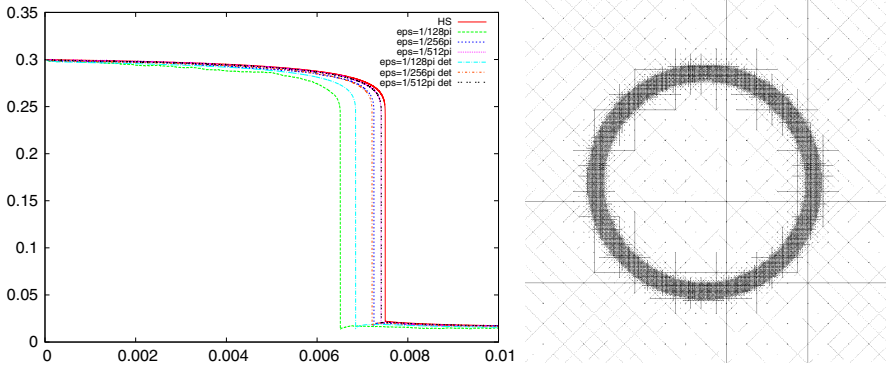 HS
eps=1/128pi
eps=1/256pi
eps=1/512pi
eps=1/128pi det
eps=1/256pi det
eps=1/512pi det
0.35
0.3
0.25
0.2
0.15
0.1
0.05
0
0 0.002 0.004 0.006 0.008 0.01